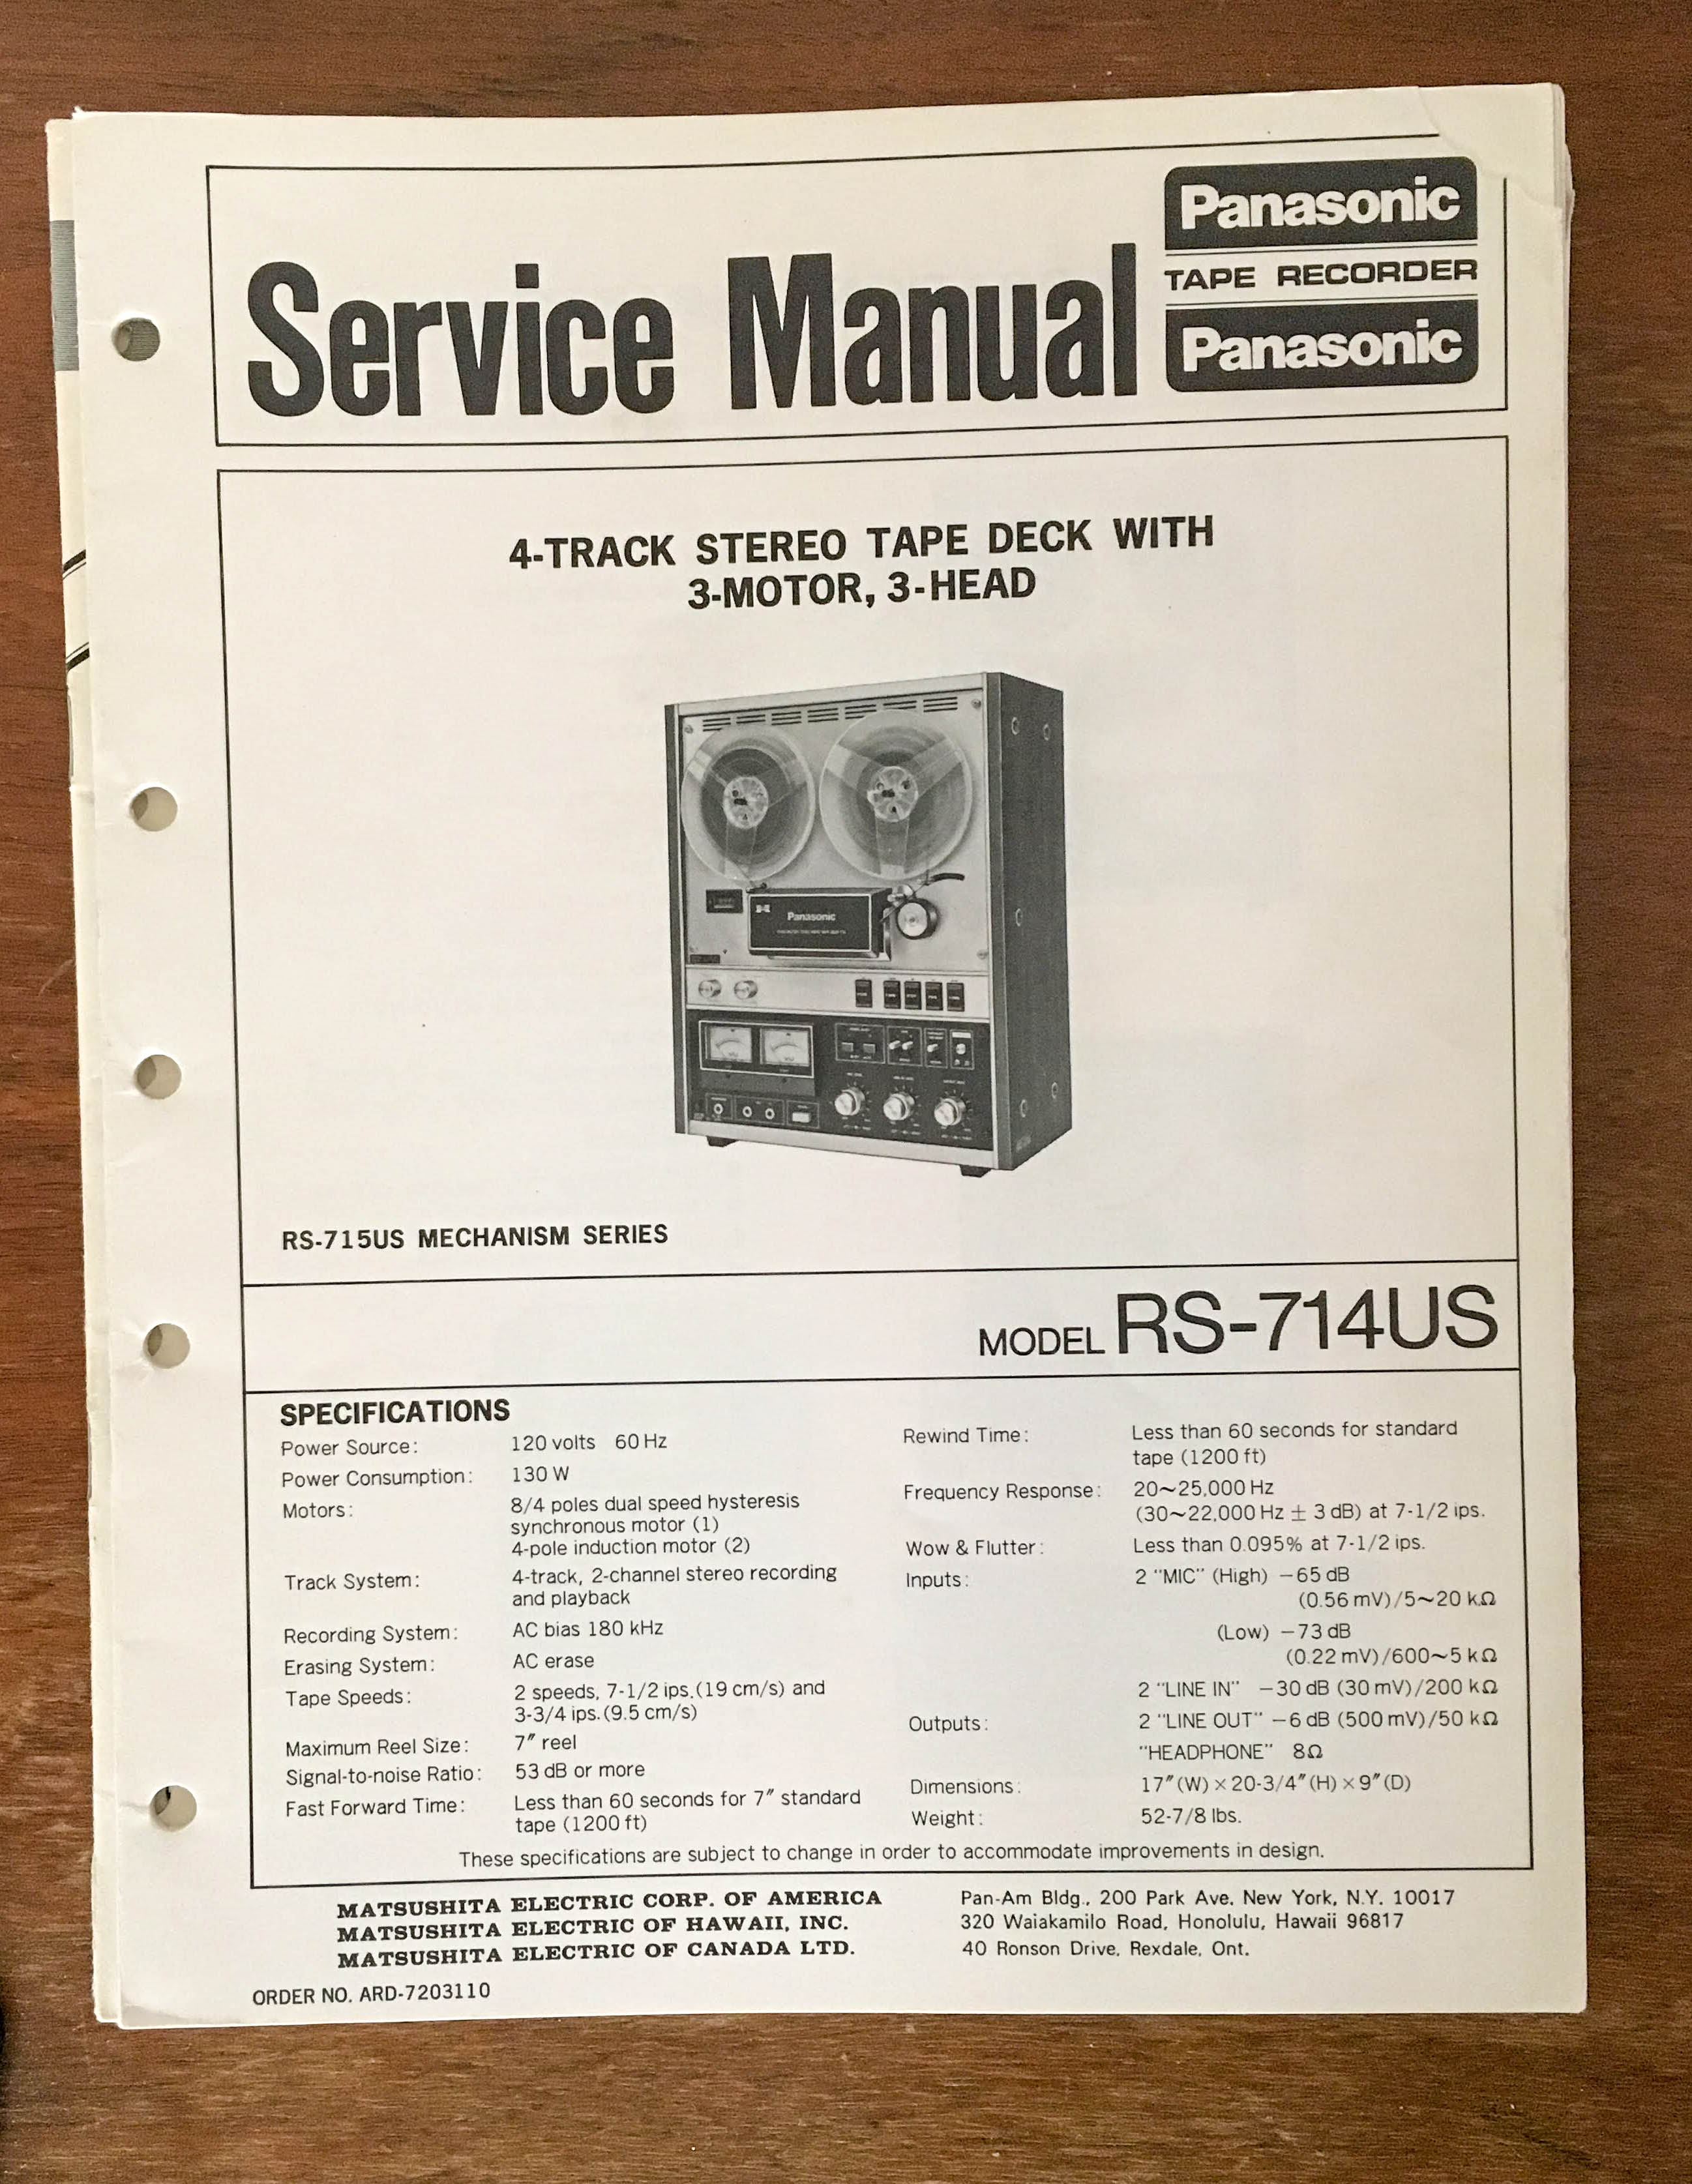 Panasonic
TAPE RECORDER
Panasonic
Service Manual
4-TRACK STEREO TAPE DECK WITH
3-MOTOR, 3-HEAD
Panasonic
RS-715US MECHANISM SERIES
MODEL RS-714US
SPECIFICATIONS
Power Source: 120 volts 60 Hz
Power Consumption: 130 W
Motors: 8/4 poles dual speed hysteresis
synchronous motor (1)
4-pole induction motor (2)
Track System: 4-track, 2-channel stereo recording
and playback
Recording System: AC bias 180 kHz
Erasing System: AC erase
Tape Speeds: 2 speeds, 7-1/2 ips. (19 cm/s) and
3-3/4 ips. (9.5 cm/s)
Maximum Reel Size: 7″ reel
Signal-to-noise Ratio: 53 dB or more
Fast Forward Time: Less than 60 seconds for 7″ standard
tape (1200 ft)
Rewind Time: Less than 60 seconds for standard
tape (1200 ft)
Frequency Response: 20~25,000 Hz
(30~22,000 Hz ± 3 dB) at 7-1/2 ips.
Wow & Flutter: Less than 0.095% at 7-1/2 ips.
Inputs: 2 "MIC" (High) −65 dB
(0.56 mV)/5~20 kΩ
(Low) −73 dB
(0.22 mV)/600~5 kΩ
2 "LINE IN" −30 dB (30 mV)/200 kΩ
Outputs: 2 "LINE OUT" −6 dB (500 mV)/50 kΩ
"HEADPHONE" 8Ω
Dimensions: 17″(W) × 20-3/4″(H) × 9″(D)
Weight: 52-7/8 lbs.
These specifications are subject to change in order to accommodate improvements in design.
MATSUSHITA ELECTRIC CORP. OF AMERICA Pan-Am Bldg., 200 Park Ave. New York, N.Y. 10017
MATSUSHITA ELECTRIC OF HAWAII, INC. 320 Waiakamilo Road, Honolulu, Hawaii 96817
MATSUSHITA ELECTRIC OF CANADA LTD. 40 Ronson Drive, Rexdale, Ont.
ORDER NO. ARD-7203110